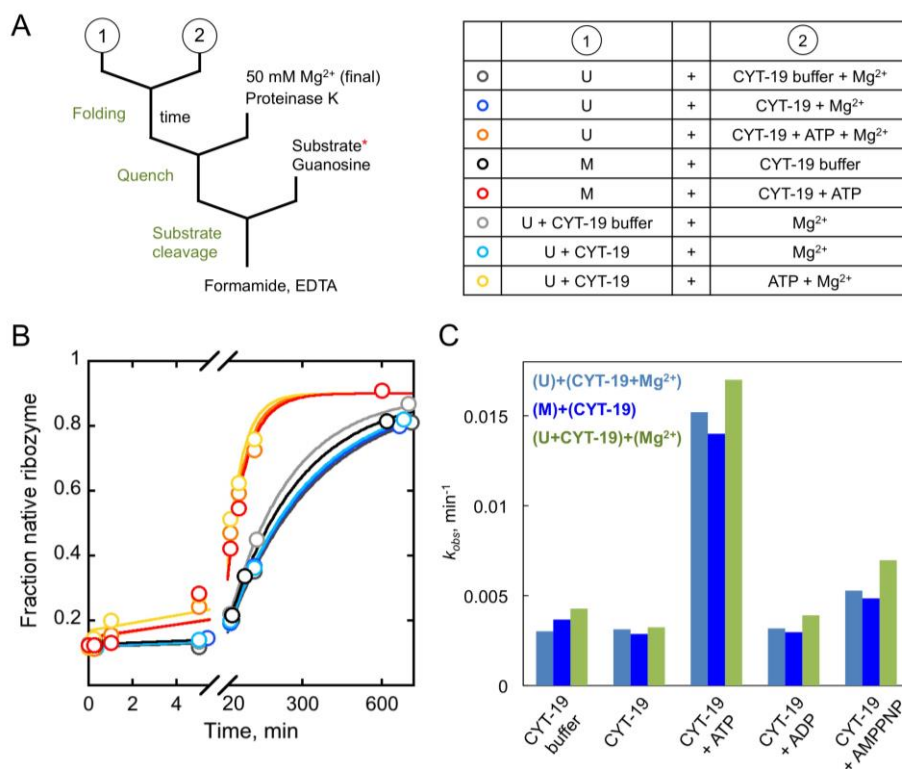 A
1 2
50 mM Mg²⁺ (final)
Proteinase K
Folding time
Substrate*
Guanosine
Quench
Substrate
cleavage
Formamide, EDTA
1 2
U + CYT-19 buffer + Mg²⁺
U + CYT-19 + Mg²⁺
U + CYT-19 + ATP + Mg²⁺
M + CYT-19 buffer
M + CYT-19 + ATP
U + CYT-19 buffer + Mg²⁺
U + CYT-19 + Mg²⁺
U + CYT-19 + ATP + Mg²⁺
B
Fraction native ribozyme
1
0.8
0.6
0.4
0.2
0 2 4 20 300 600
Time, min
C
(U)+(CYT-19+Mg²⁺)
(M)+(CYT-19)
(U+CYT-19)+(Mg²⁺)
kobs, min⁻¹
0.015
0.01
0.005
0
CYT-19
buffer
CYT-19
CYT-19
+ ATP
CYT-19
+ ADP
CYT-19
+ AMPPNP